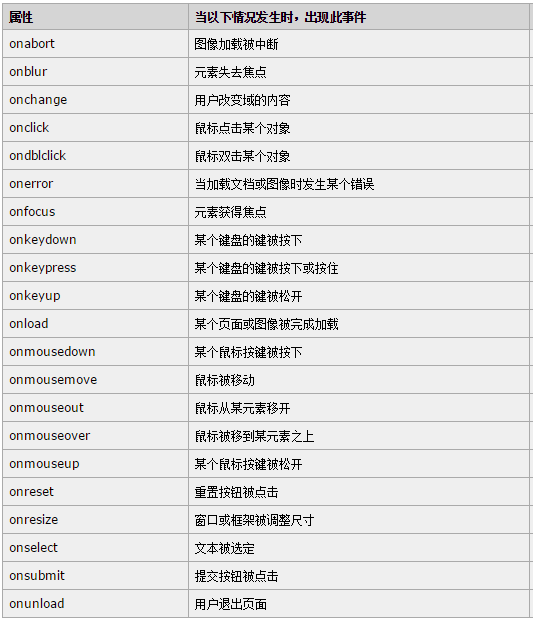 属性 当以下情况发生时，出现此事件
onabort 图像加载被中断
onblur 元素失去焦点
onchange 用户改变域的内容
onclick 鼠标点击某个对象
ondblclick 鼠标双击某个对象
onerror 当加载文档或图像时发生某个错误
onfocus 元素获得焦点
onkeydown 某个键盘的键被按下
onkeypress 某个键盘的键被按下或按住
onkeyup 某个键盘的键被松开
onload 某个页面或图像被完成加载
onmousedown 某个鼠标按键被按下
onmousemove 鼠标被移动
onmouseout 鼠标从某元素移开
onmouseover 鼠标被移到某元素之上
onmouseup 某个鼠标按键被松开
onreset 重置按钮被点击
onresize 窗口或框架被调整尺寸
onselect 文本被选定
onsubmit 提交按钮被点击
onunload 用户退出页面